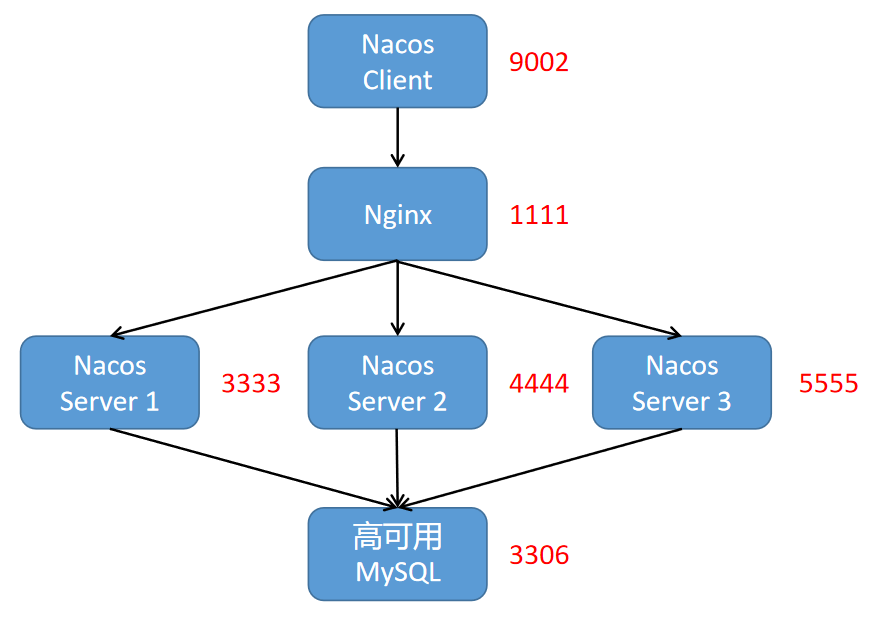 Nacos
Client
9002
Nginx
1111
Nacos
Server 1
3333
Nacos
Server 2
4444
Nacos
Server 3
5555
高可用
MySQL
3306